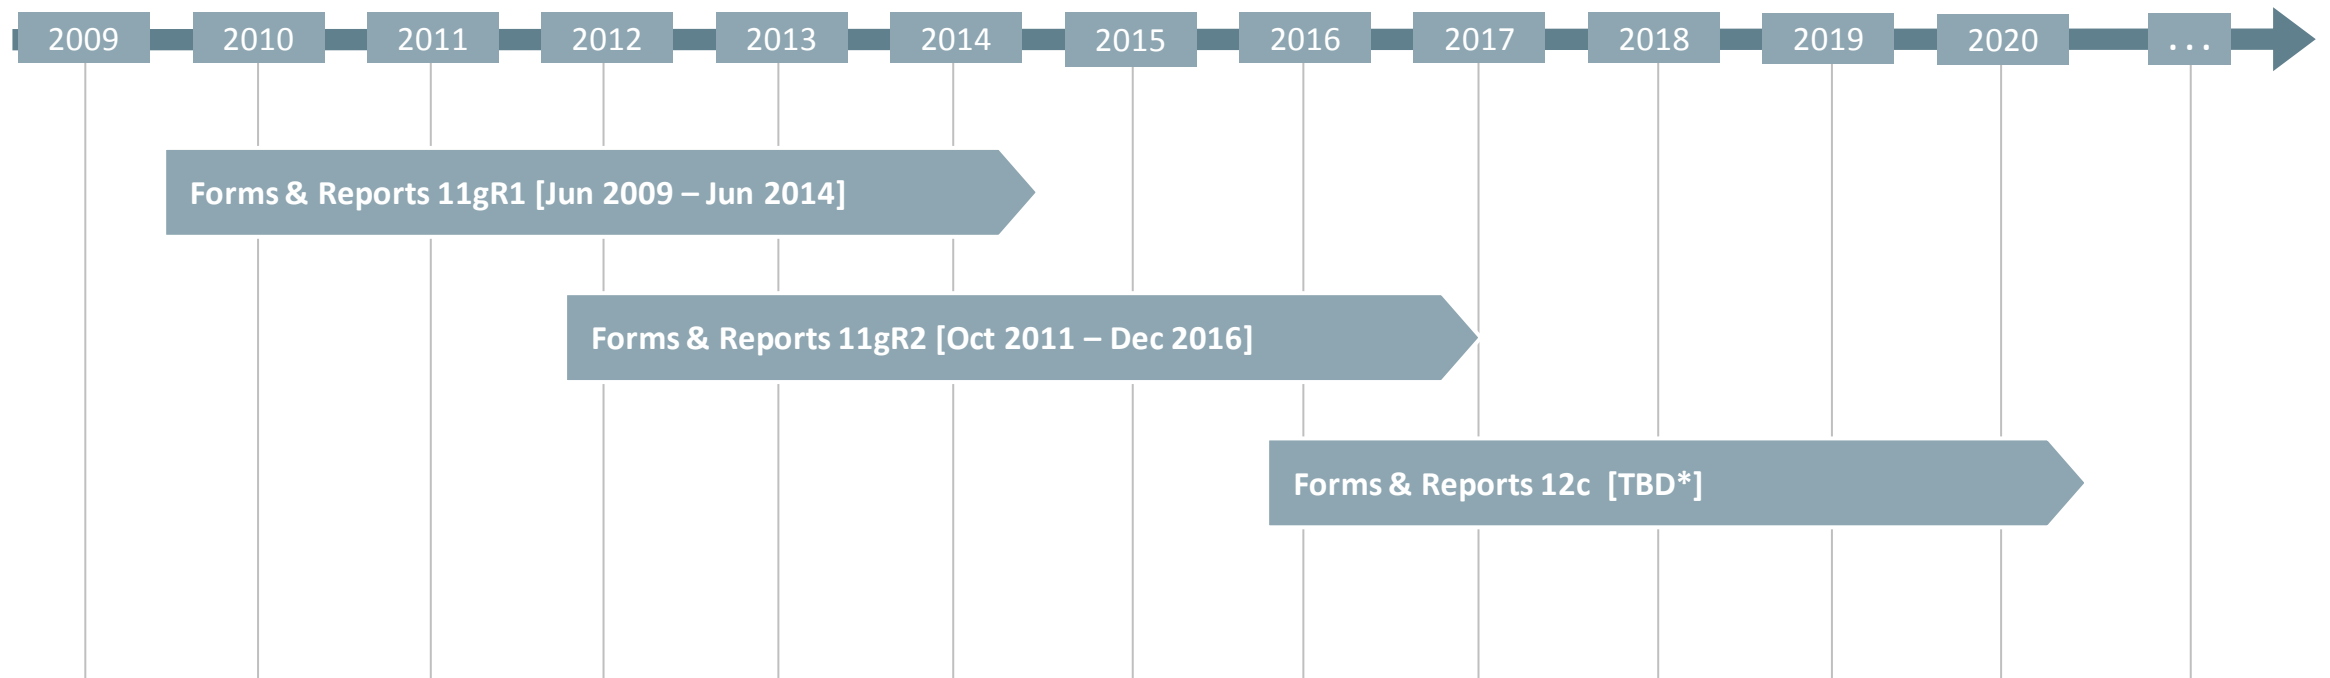 2009 2010 2011 2012 2013 2014 2015 2016 2017 2018 2019 2020 ...
Forms & Reports 11gR1 [Jun 2009 – Jun 2014]
Forms & Reports 11gR2 [Oct 2011 – Dec 2016]
Forms & Reports 12c [TBD*]